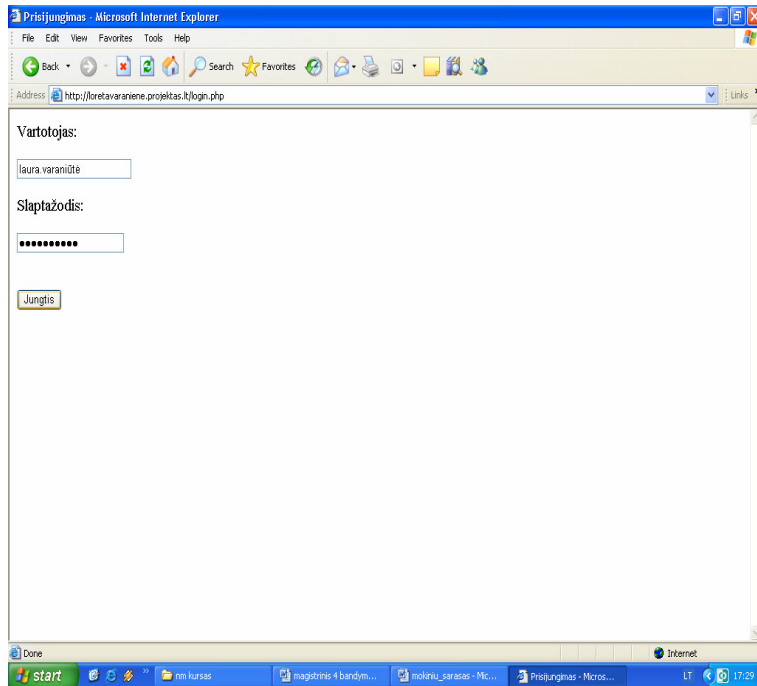 Prisijungimas - Microsoft Internet Explorer
File Edit View Favorites Tools Help
Back Search Favorites
Address http://loretavaraniene.projektas.lt/login.php Links
Vartotojas:
laura.varaniūtė
Slaptažodis:
••••••••••
Jungtis
Done Internet
start nm kursas magistrinis 4 bandym... mokiniu_sarasas - Mic... Prisijungimas - Micros... LT 17:29